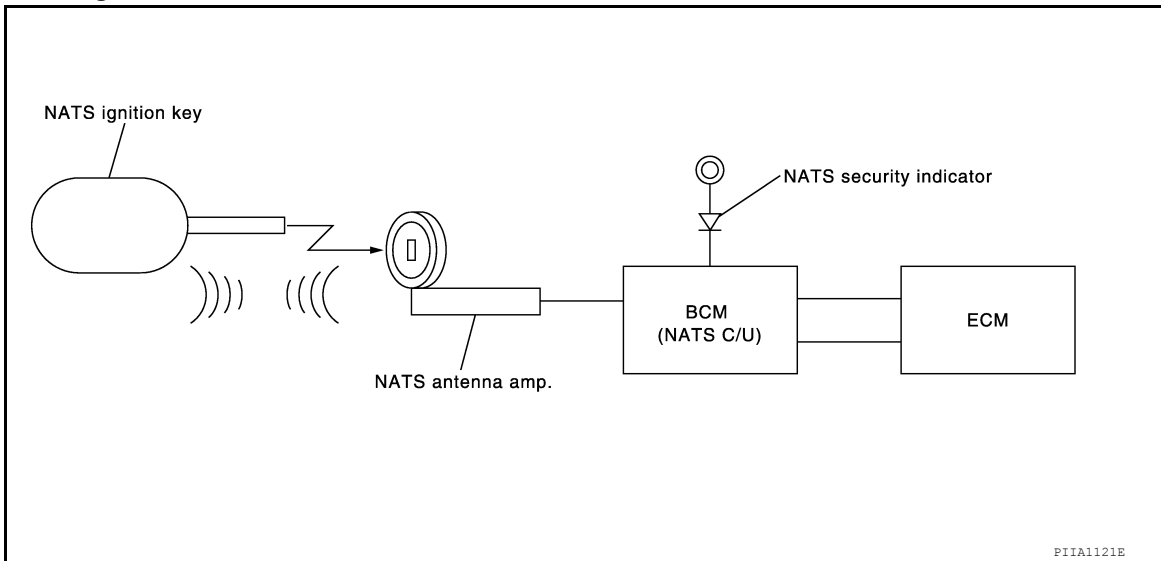 NATS ignition key
NATS security indicator
BCM
(NATS C/U)
ECM
NATS antenna amp.
PIIA1121E